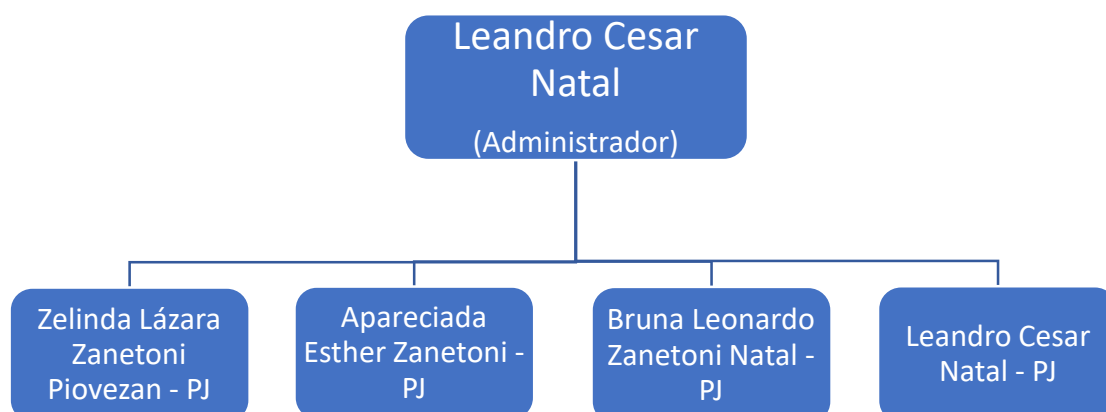 Leandro Cesar
Natal
(Administrador)
Zelinda Lázara
Zanetoni
Piovezan - PJ
Apareciada
Esther Zanetoni -
PJ
Bruna Leonardo
Zanetoni Natal -
PJ
Leandro Cesar
Natal - PJ